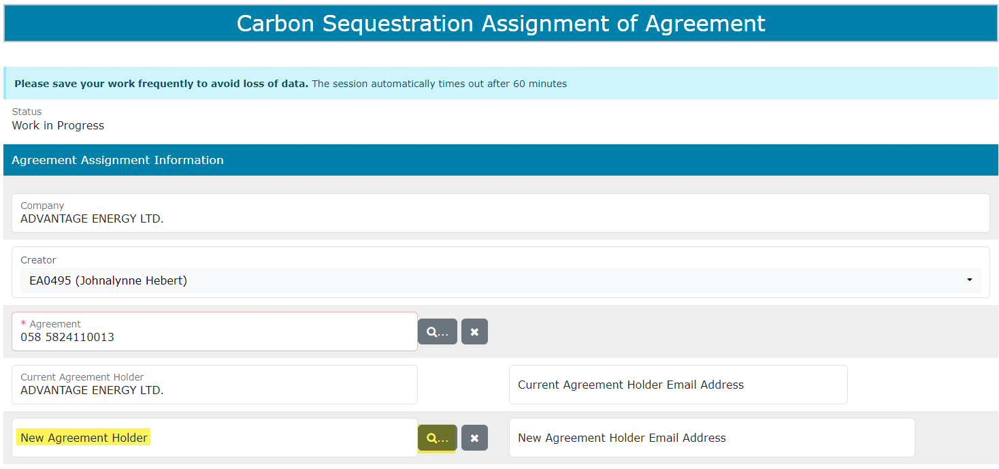 Carbon Sequestration Assignment of Agreement
Please save your work frequently to avoid loss of data. The session automatically times out after 60 minutes
Status
Work in Progress
Agreement Assignment Information
Company
ADVANTAGE ENERGY LTD.
Creator
EA0495 (Johnalynne Hebert)
* Agreement
058 5824110013
...
Current Agreement Holder
ADVANTAGE ENERGY LTD.
Current Agreement Holder Email Address
New Agreement Holder
...
New Agreement Holder Email Address